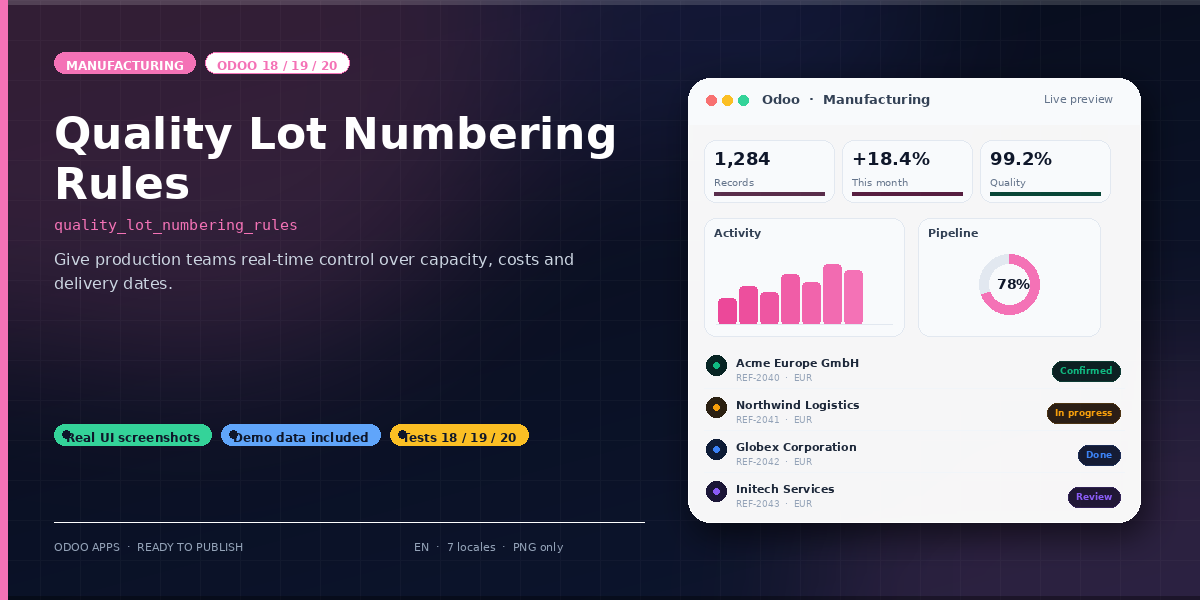 MANUFACTURING
ODOO 18 / 19 / 20
Quality Lot Numbering
Rules
quality_lot_numbering_rules
Give production teams real-time control over capacity, costs and
delivery dates.
Real UI screenshots
Demo data included
Tests 18 / 19 / 20
ODOO APPS · READY TO PUBLISH
EN · 7 locales · PNG only
Odoo · Manufacturing
Live preview
1,284
Records
+18.4%
This month
99.2%
Quality
Activity
Pipeline
78%
Acme Europe GmbH
REF-2040 · EUR
Confirmed
Northwind Logistics
REF-2041 · EUR
In progress
Globex Corporation
REF-2042 · EUR
Done
Initech Services
REF-2043 · EUR
Review